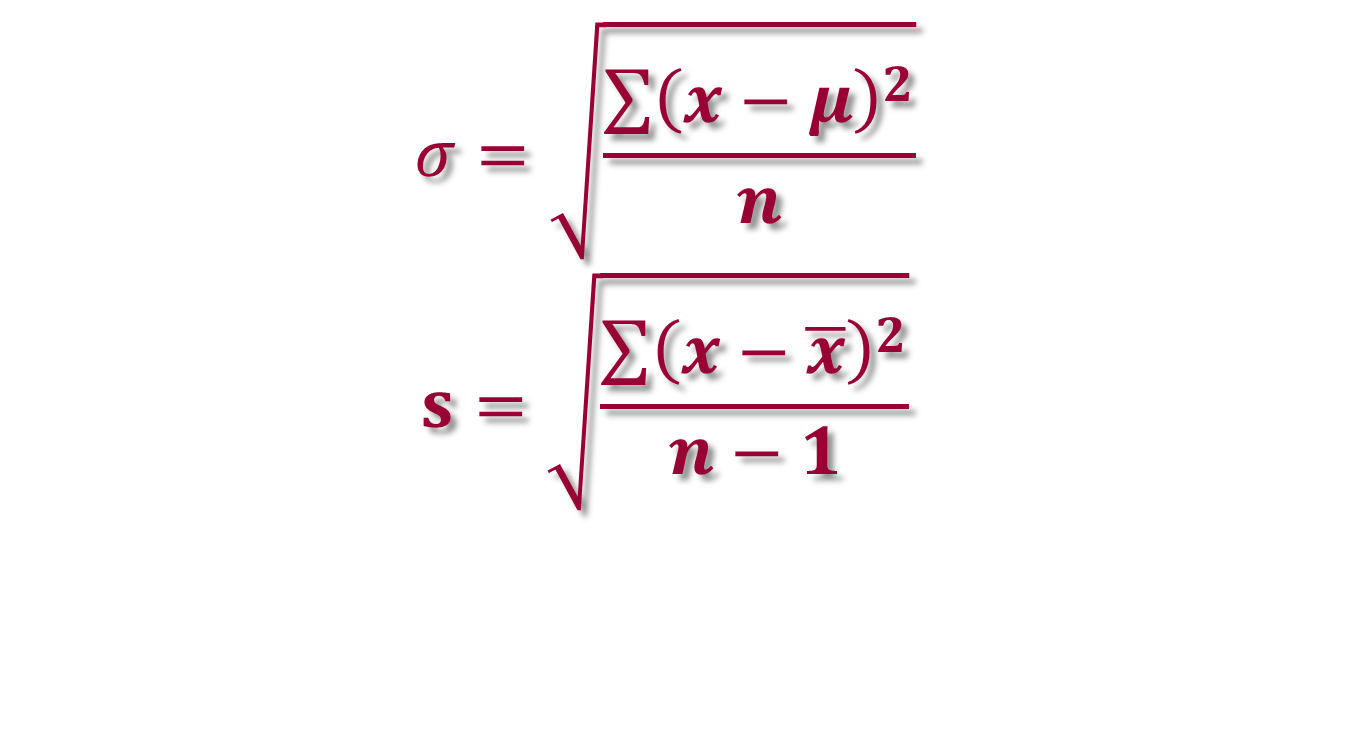 σ = √(∑(x − μ)² / n)
s = √(∑(x − x̅)² / (n − 1))